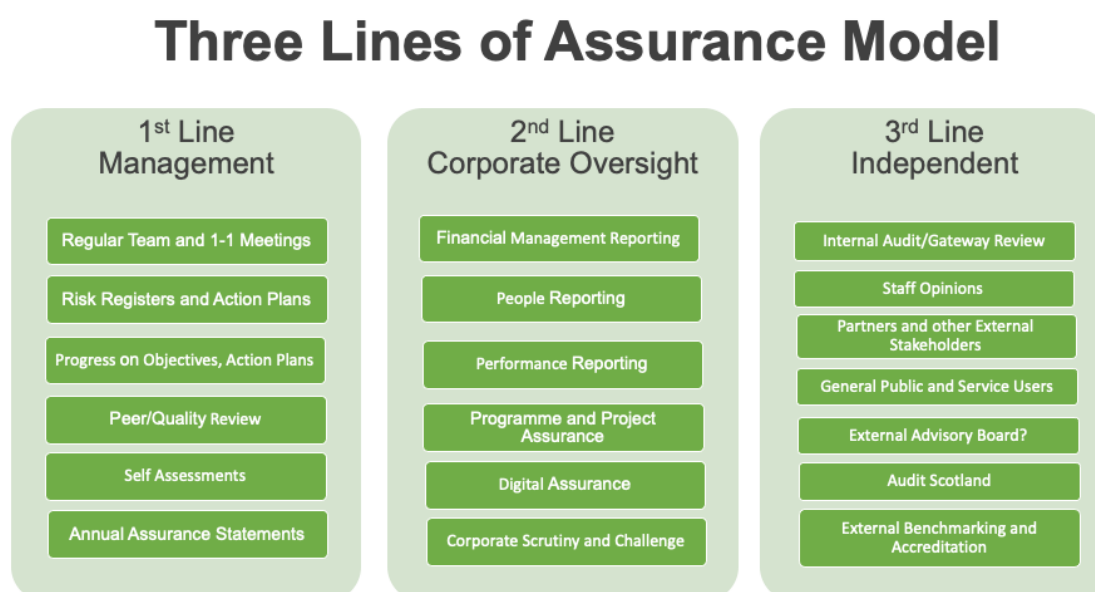 Three Lines of Assurance Model
1st Line
Management
Regular Team and 1-1 Meetings
Risk Registers and Action Plans
Progress on Objectives, Action Plans
Peer/Quality Review
Self Assessments
Annual Assurance Statements
2nd Line
Corporate Oversight
Financial Management Reporting
People Reporting
Performance Reporting
Programme and Project
Assurance
Digital Assurance
Corporate Scrutiny and Challenge
3rd Line
Independent
Internal Audit/Gateway Review
Staff Opinions
Partners and other External
Stakeholders
General Public and Service Users
External Advisory Board?
Audit Scotland
External Benchmarking and
Accreditation